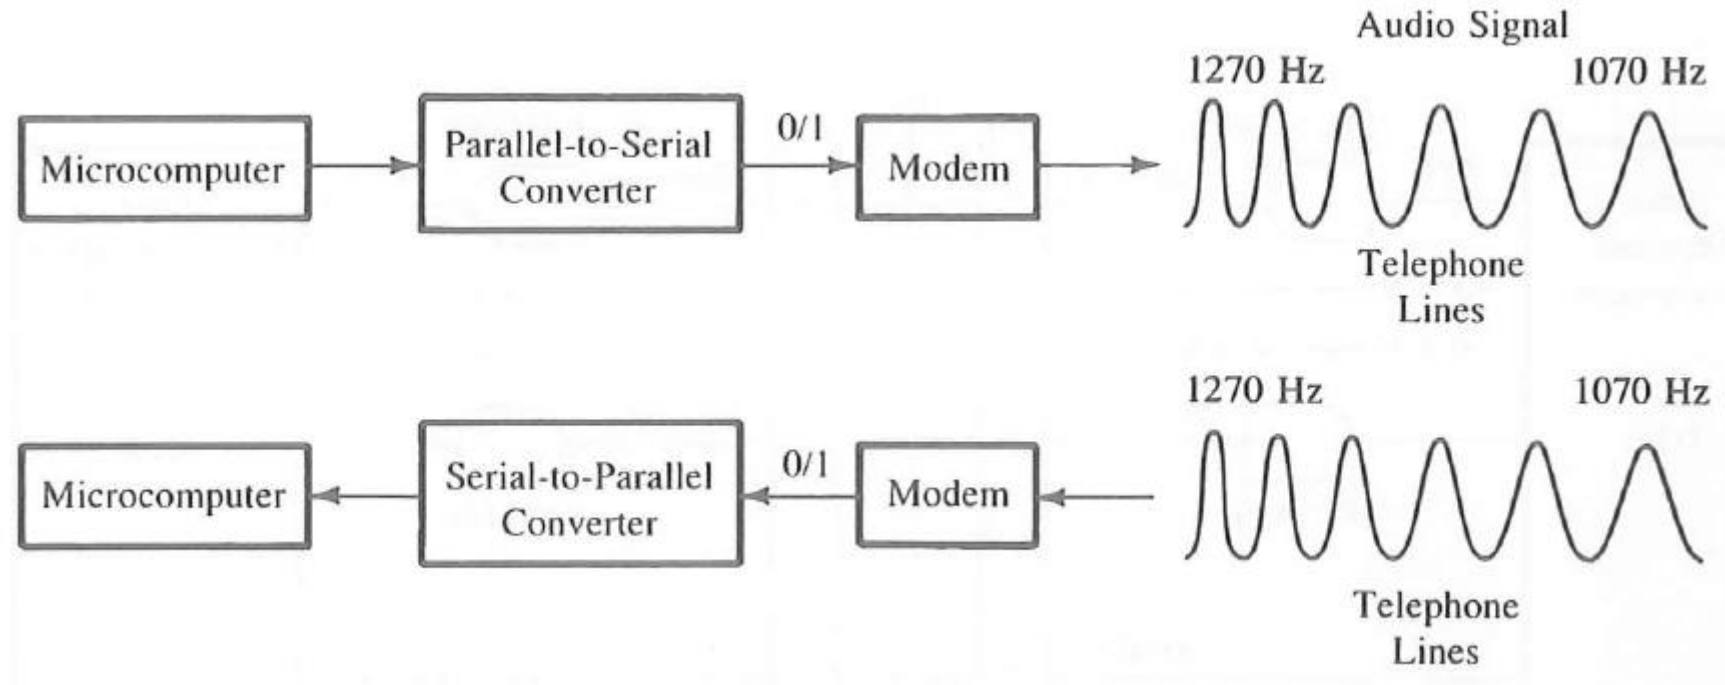 Audio Signal
1270 Hz
1070 Hz
Microcomputer
Parallel-to-Serial
Converter
0/1
Modem
Telephone
Lines
1270 Hz
1070 Hz
Microcomputer
Serial-to-Parallel
Converter
0/1
Modem
Telephone
Lines